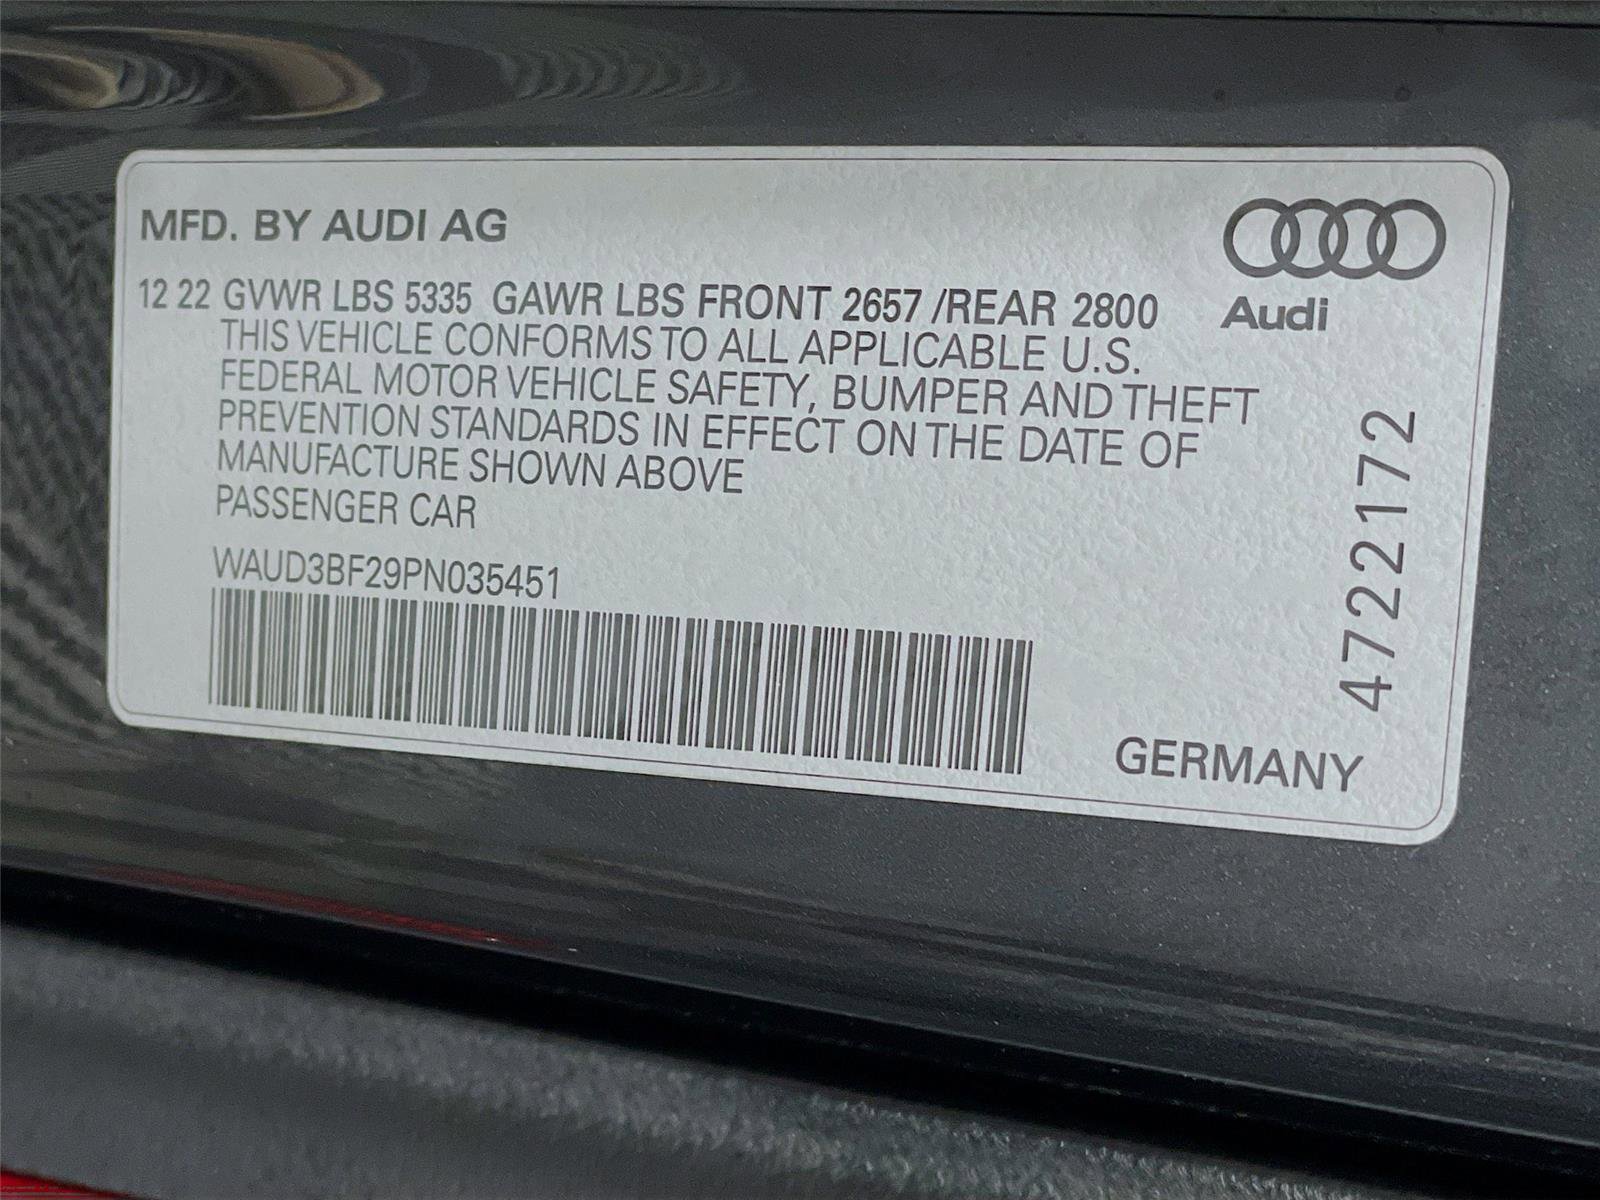 MFD. BY AUDI AG
12 22 GVWR LBS 5335 GAWR LBS FRONT 2657 /REAR 2800
THIS VEHICLE CONFORMS TO ALL APPLICABLE U.S.
FEDERAL MOTOR VEHICLE SAFETY, BUMPER AND THEFT
PREVENTION STANDARDS IN EFFECT ON THE DATE OF
MANUFACTURE SHOWN ABOVE
PASSENGER CAR
WAUD3BF29PN035451
Audi
4722172
GERMANY